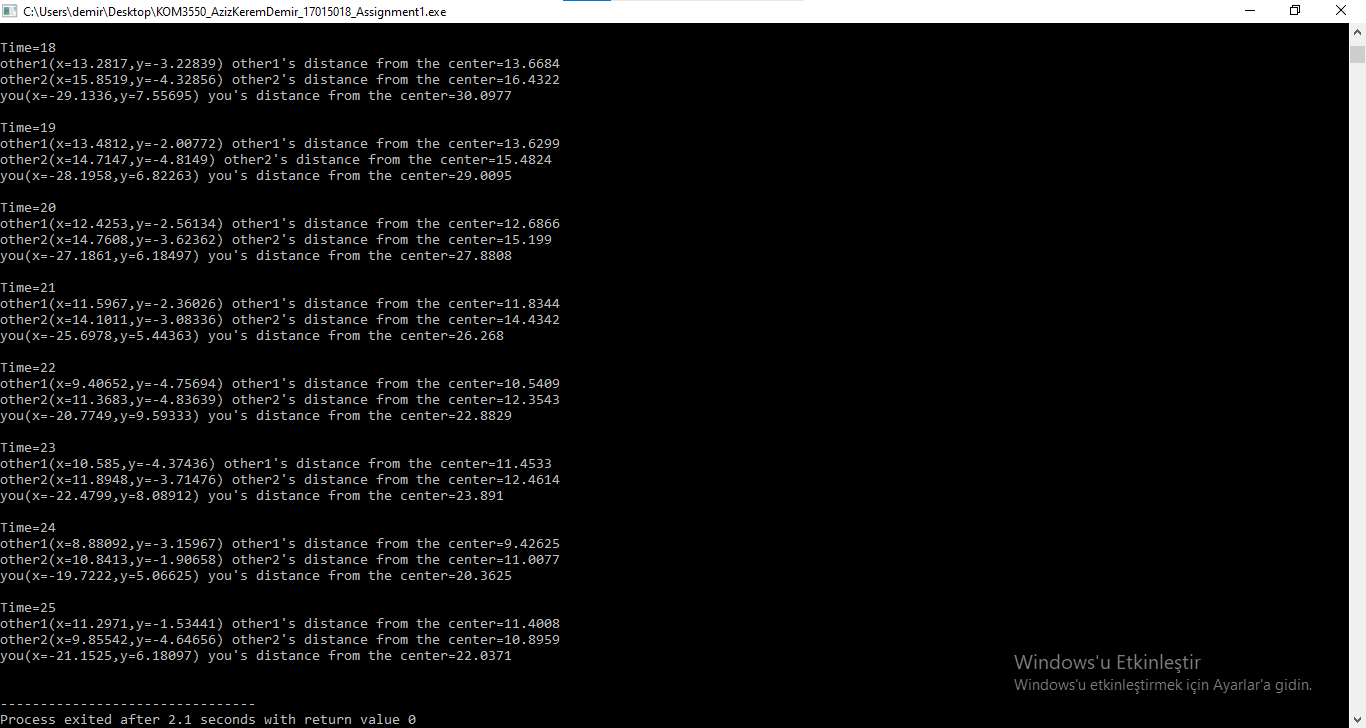 C:\Users\demir\Desktop\KOM3550_AzizKeremDemir_17015018_Assignment1.exe
Time=18
other1(x=13.2817,y=-3.22839) other1's distance from the center=13.6684
other2(x=15.8519,y=-4.32856) other2's distance from the center=16.4322
you(x=-29.1336,y=7.55695) you's distance from the center=30.0977
Time=19
other1(x=13.4812,y=-2.00772) other1's distance from the center=13.6299
other2(x=14.7147,y=-4.8149) other2's distance from the center=15.4824
you(x=-28.1958,y=6.82263) you's distance from the center=29.0095
Time=20
other1(x=12.4253,y=-2.56134) other1's distance from the center=12.6866
other2(x=14.7608,y=-3.62362) other2's distance from the center=15.199
you(x=-27.1861,y=6.18497) you's distance from the center=27.8808
Time=21
other1(x=11.5967,y=-2.36026) other1's distance from the center=11.8344
other2(x=14.1011,y=-3.08336) other2's distance from the center=14.4342
you(x=-25.6978,y=5.44363) you's distance from the center=26.268
Time=22
other1(x=9.40652,y=-4.75694) other1's distance from the center=10.5409
other2(x=11.3683,y=-4.83639) other2's distance from the center=12.3543
you(x=-20.7749,y=9.59333) you's distance from the center=22.8829
Time=23
other1(x=10.585,y=-4.37436) other1's distance from the center=11.4533
other2(x=11.8948,y=-3.71476) other2's distance from the center=12.4614
you(x=-22.4799,y=8.08912) you's distance from the center=23.891
Time=24
other1(x=8.88092,y=-3.15967) other1's distance from the center=9.42625
other2(x=10.8413,y=-1.90658) other2's distance from the center=11.0077
you(x=-19.7222,y=5.06625) you's distance from the center=20.3625
Time=25
other1(x=11.2971,y=-1.53441) other1's distance from the center=11.4008
other2(x=9.85542,y=-4.64656) other2's distance from the center=10.8959
you(x=-21.1525,y=6.18097) you's distance from the center=22.0371
--------------------------------
Process exited after 2.1 seconds with return value 0
Windows'u Etkinleştir
Windows'u etkinleştirmek için Ayarlar'a gidin.